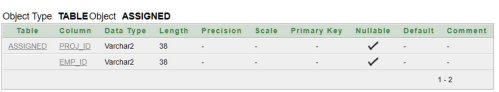 Object Type TABLE Object ASSIGNED
Table Column Data Type Length Precision Scale Primary Key Nullable Default Comment
ASSIGNED PROJ_ID Varchar2 38 - - - ✓ - -
EMP_ID Varchar2 38 - - - ✓ - -
1 - 2